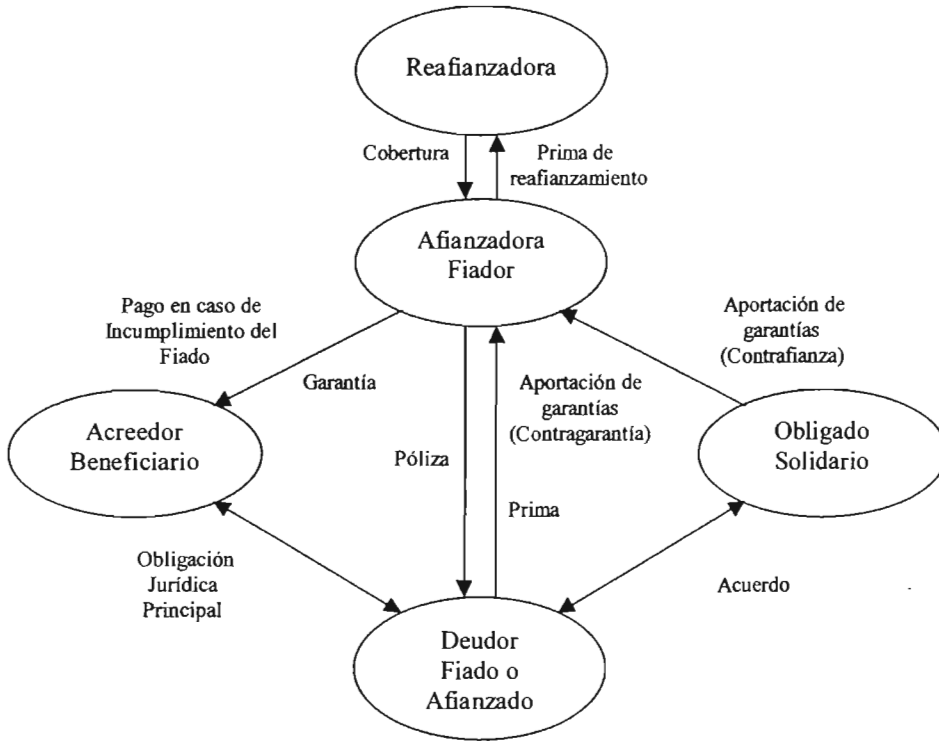 Reafianzadora
Cobertura
Prima de
reafianzamiento
Afianzadora
Fiador
Pago en caso de
Incumplimiento del
Fiado
Garantía
Aportación de
garantías
(Contrafianza)
Aportación de
garantías
(Contragarantía)
Acreedor
Beneficiario
Obligado
Solidario
Póliza
Prima
Obligación
Jurídica
Principal
Acuerdo
Deudor
Fiado o
Afianzado